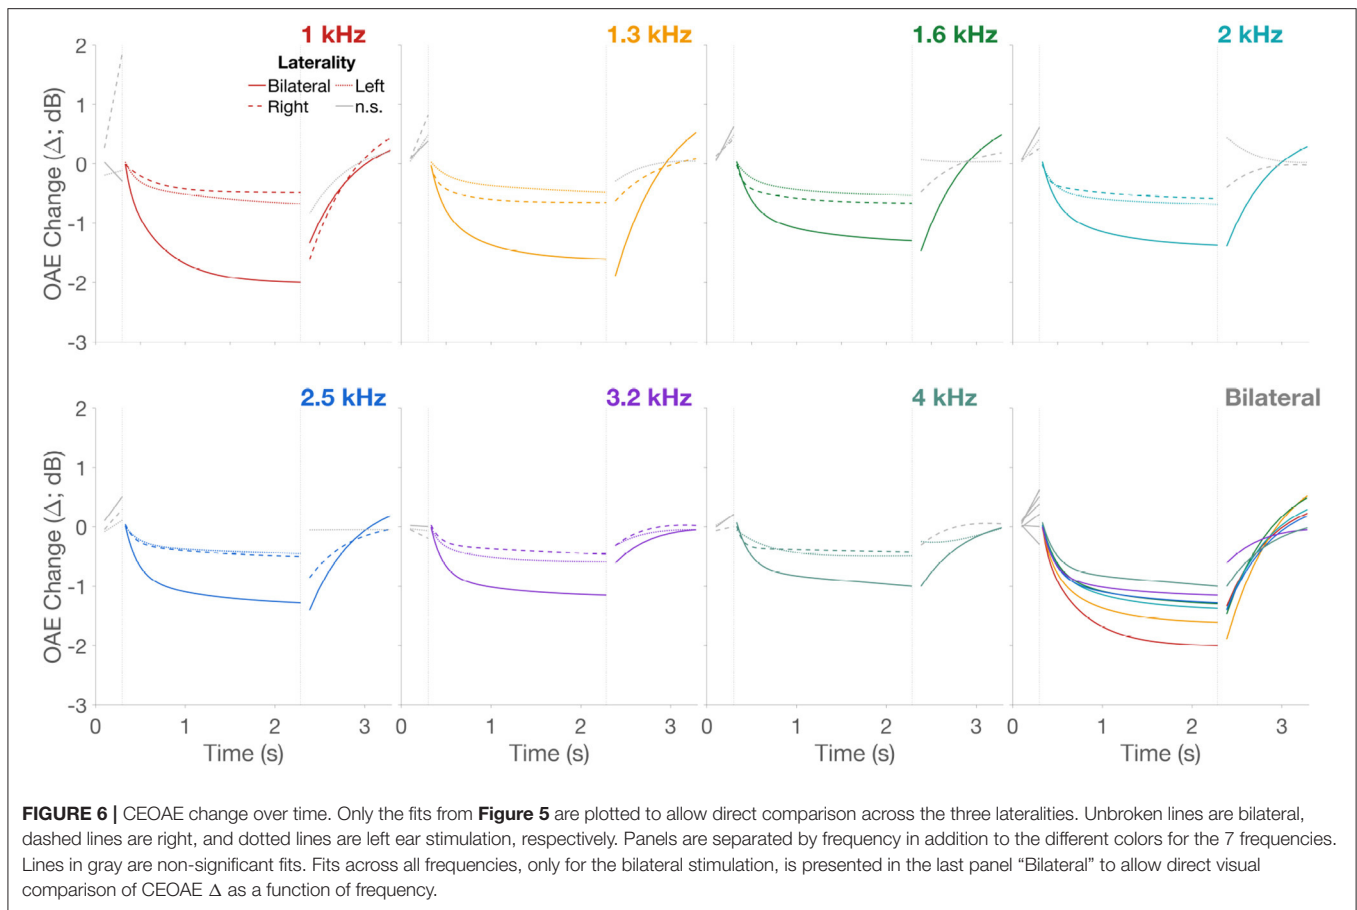 1 kHz
1.3 kHz
1.6 kHz
2 kHz
Laterality
Bilateral
Left
Right
n.s.
OAE Change (Δ; dB)
2
1
0
-1
-2
-3
2.5 kHz
3.2 kHz
4 kHz
Bilateral
OAE Change (Δ; dB)
2
1
0
-1
-2
-3
0 1 2 3
0 1 2 3
0 1 2 3
0 1 2 3
Time (s)
Time (s)
Time (s)
Time (s)
FIGURE 6 | CEOAE change over time. Only the fits from Figure 5 are plotted to allow direct comparison across the three lateralities. Unbroken lines are bilateral,
dashed lines are right, and dotted lines are left ear stimulation, respectively. Panels are separated by frequency in addition to the different colors for the 7 frequencies.
Lines in gray are non-significant fits. Fits across all frequencies, only for the bilateral stimulation, is presented in the last panel “Bilateral” to allow direct visual
comparison of CEOAE Δ as a function of frequency.